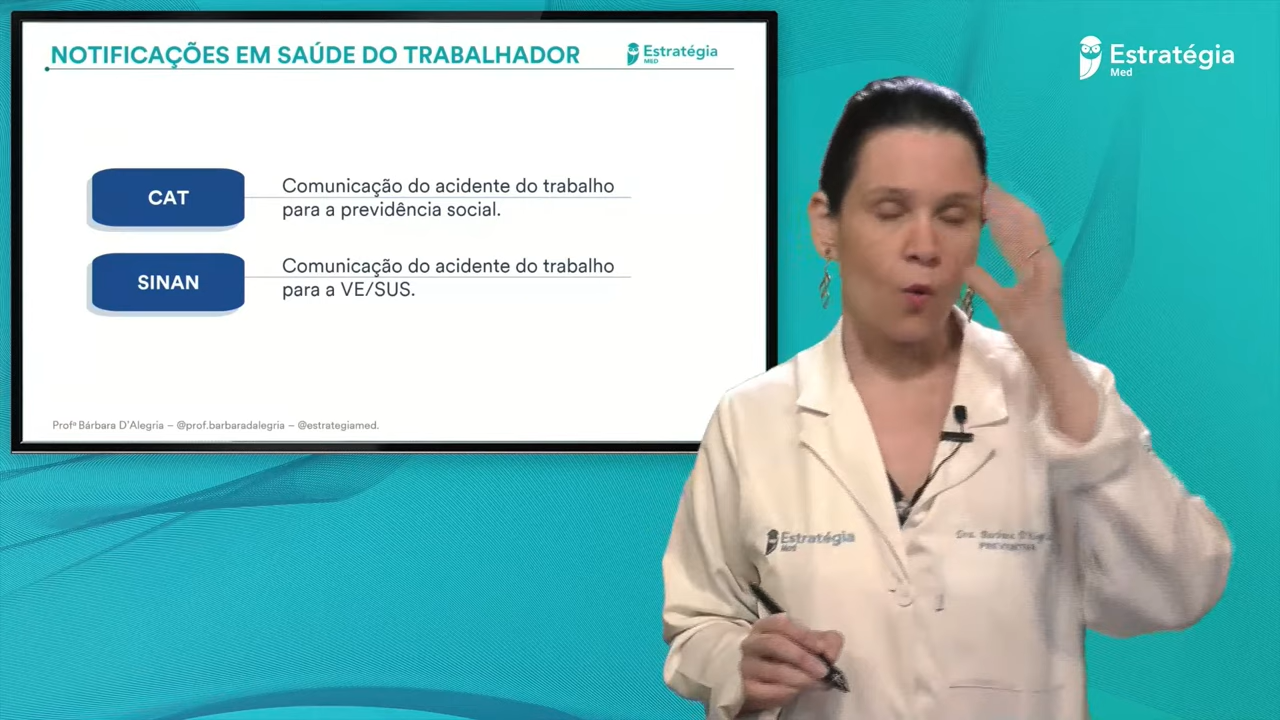 NOTIFICAÇÕES EM SAÚDE DO TRABALHADOR
Estratégia
MED
Estratégia
Med
CAT
Comunicação do acidente do trabalho
para a previdência social.
SINAN
Comunicação do acidente do trabalho
para a VE/SUS.
Profª Bárbara D'Alegria – @prof.barbaradalegria – @estrategiamed.
Estratégia
Med